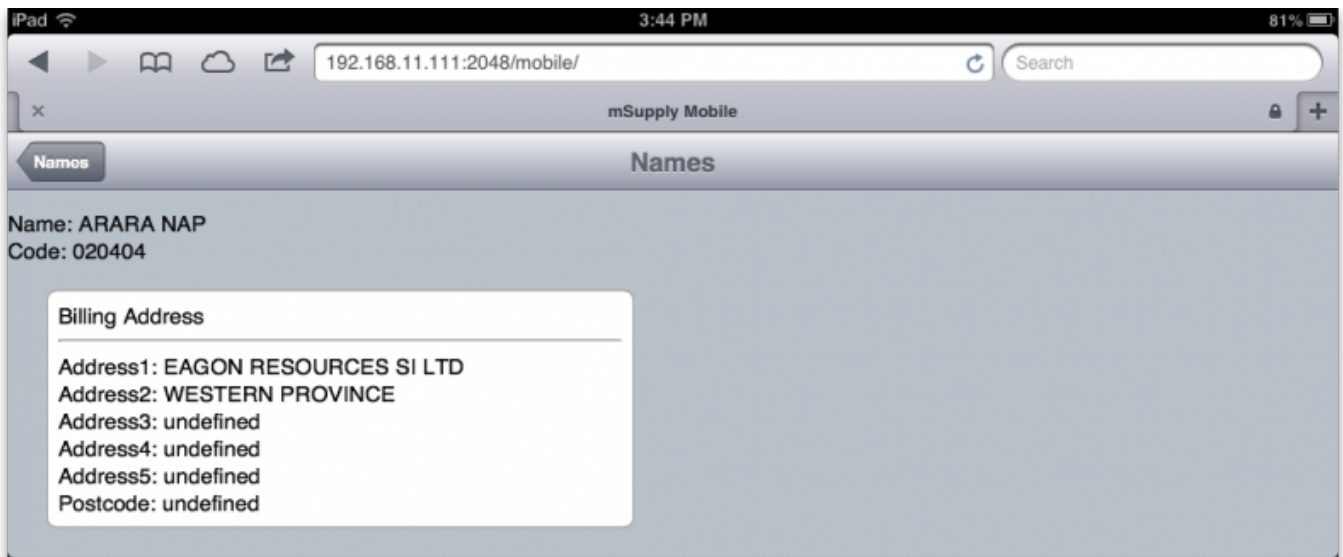 iPad 3:44 PM 81%
192.168.11.111:2048/mobile/ Search
mSupply Mobile
Names Names
Name: ARARA NAP
Code: 020404
Billing Address
Address1: EAGON RESOURCES SI LTD
Address2: WESTERN PROVINCE
Address3: undefined
Address4: undefined
Address5: undefined
Postcode: undefined